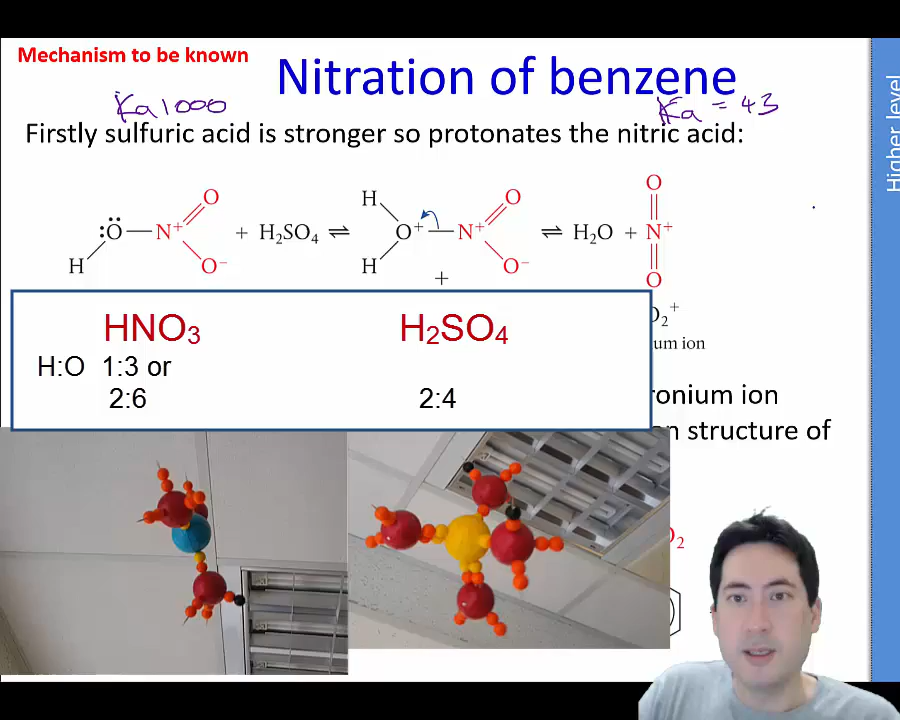 Mechanism to be known
Nitration of benzene
Ka 1000
Ka = 43
Firstly sulfuric acid is stronger so protonates the nitric acid:
H O O
:Ö — N⁺ + H₂SO₄ ⇌ O⁺ — N⁺ ⇌ H₂O + N⁺
H O⁻ H O⁻ O
+
HNO₃ H₂SO₄
H:O 1:3 or
2:6 2:4
O₂⁺
um ion
ronium ion
n structure of
O₂
Higher level